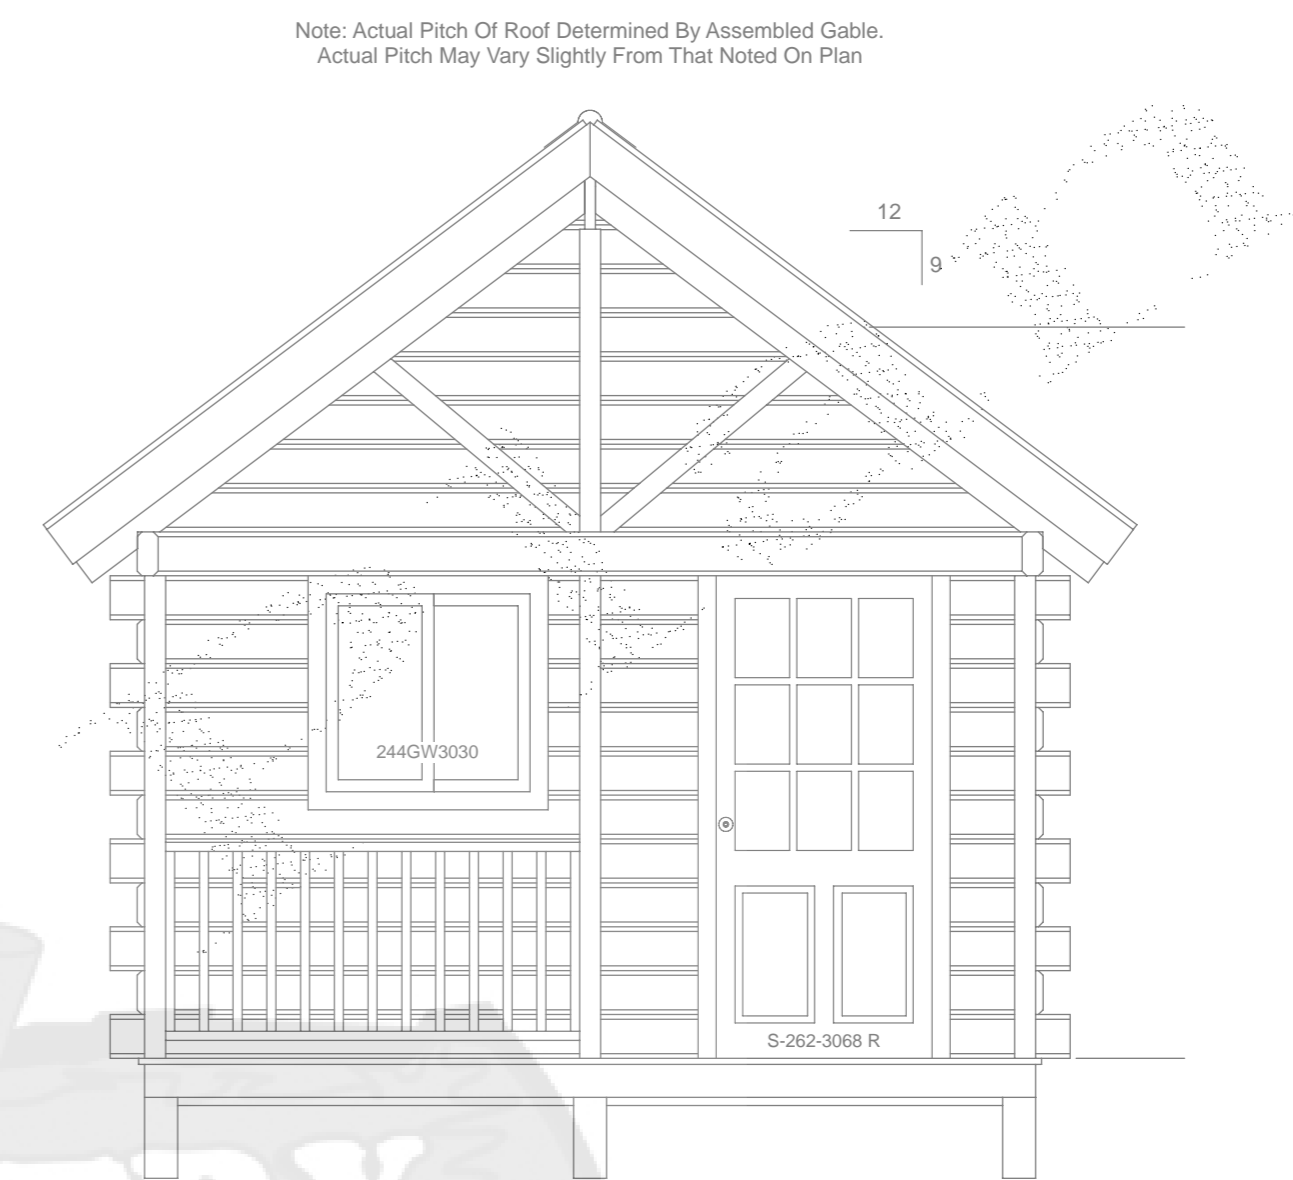 Note: Actual Pitch Of Roof Determined By Assembled Gable.
Actual Pitch May Vary Slightly From That Noted On Plan
12
9
244GW3030
S-262-3068 R